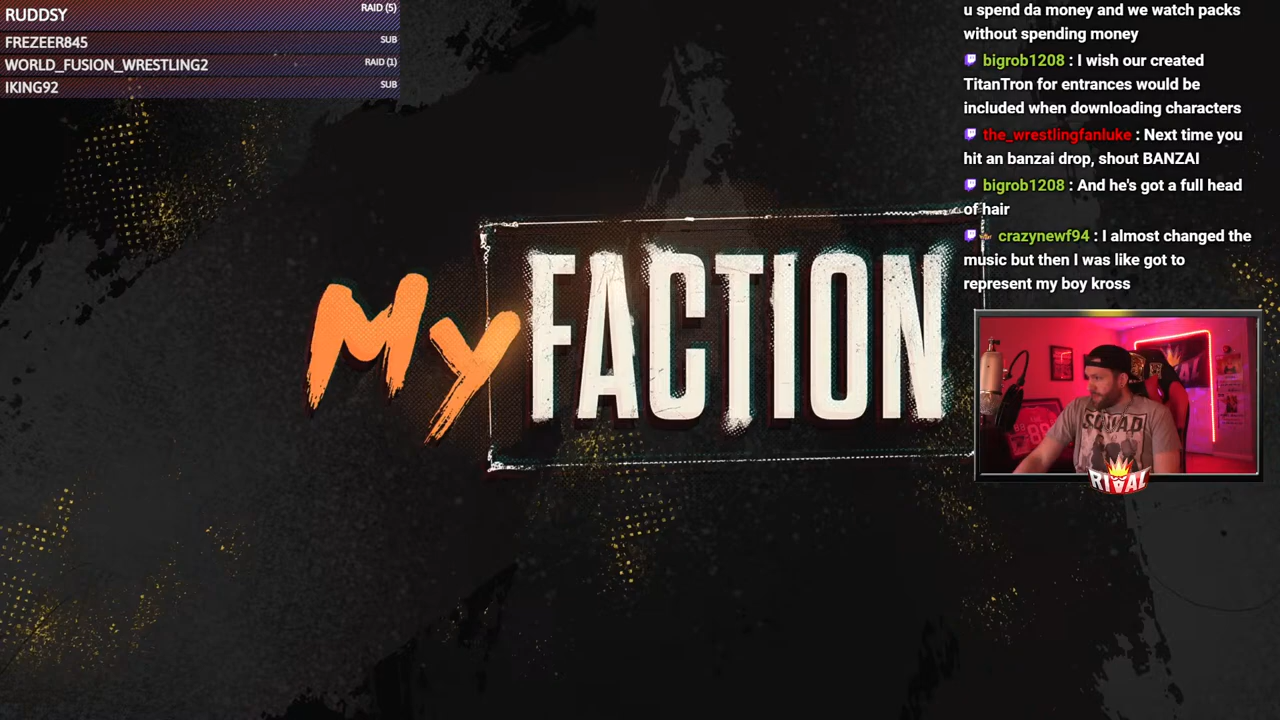 RUDDSY RAID (5)
FREZEER845 SUB
WORLD_FUSION_WRESTLING2 RAID (1)
IKING92 SUB
u spend da money and we watch packs
without spending money
bigrob1208 : I wish our created
TitanTron for entrances would be
included when downloading characters
the_wrestlingfanluke : Next time you
hit an banzai drop, shout BANZAI
bigrob1208 : And he's got a full head
of hair
crazynewf94 : I almost changed the
music but then I was like got to
represent my boy kross
My FACTION
SQUAD
RIVAL